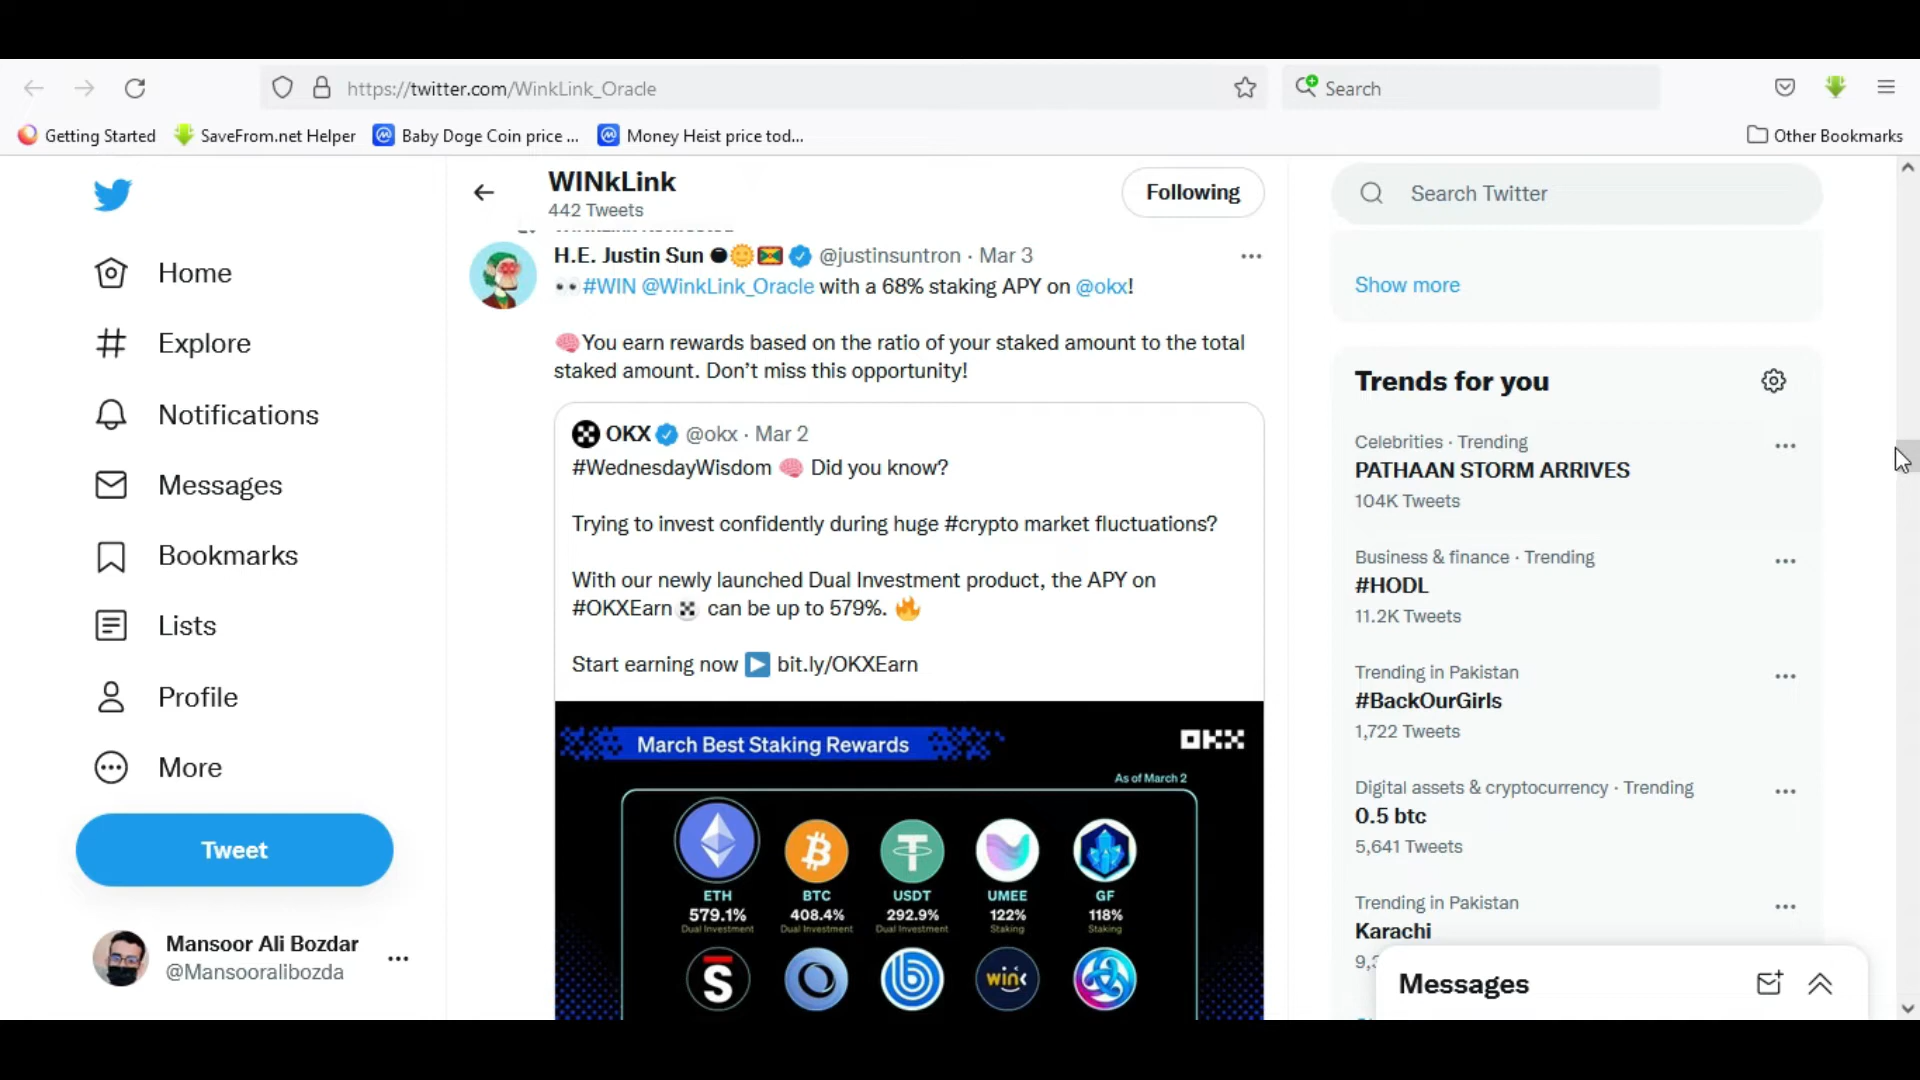 https://twitter.com/WinkLink_Oracle
Search
Getting Started
SaveFrom.net Helper
Baby Doge Coin price ...
Money Heist price tod...
Other Bookmarks
Home
Explore
Notifications
Messages
Bookmarks
Lists
Profile
More
Tweet
Mansoor Ali Bozdar
@Mansooralibozda
WINkLink
442 Tweets
Following
H.E. Justin Sun @justinsuntron · Mar 3
#WIN @WinkLink_Oracle with a 68% staking APY on @okx!
You earn rewards based on the ratio of your staked amount to the total
staked amount. Don’t miss this opportunity!
OKX @okx · Mar 2
#WednesdayWisdom Did you know?
Trying to invest confidently during huge #crypto market fluctuations?
With our newly launched Dual Investment product, the APY on
#OKXEarn can be up to 579%.
Start earning now bit.ly/OKXEarn
March Best Staking Rewards
OKX
As of March 2
ETH BTC USDT UMEE GF
579.1% 408.4% 292.9% 122% 118%
Dual Investment Dual Investment Dual Investment Staking Staking
wink
Search Twitter
Show more
Trends for you
Celebrities · Trending
PATHAAN STORM ARRIVES
104K Tweets
Business & finance · Trending
#HODL
11.2K Tweets
Trending in Pakistan
#BackOurGirls
1,722 Tweets
Digital assets & cryptocurrency · Trending
0.5 btc
5,641 Tweets
Trending in Pakistan
Karachi
Messages